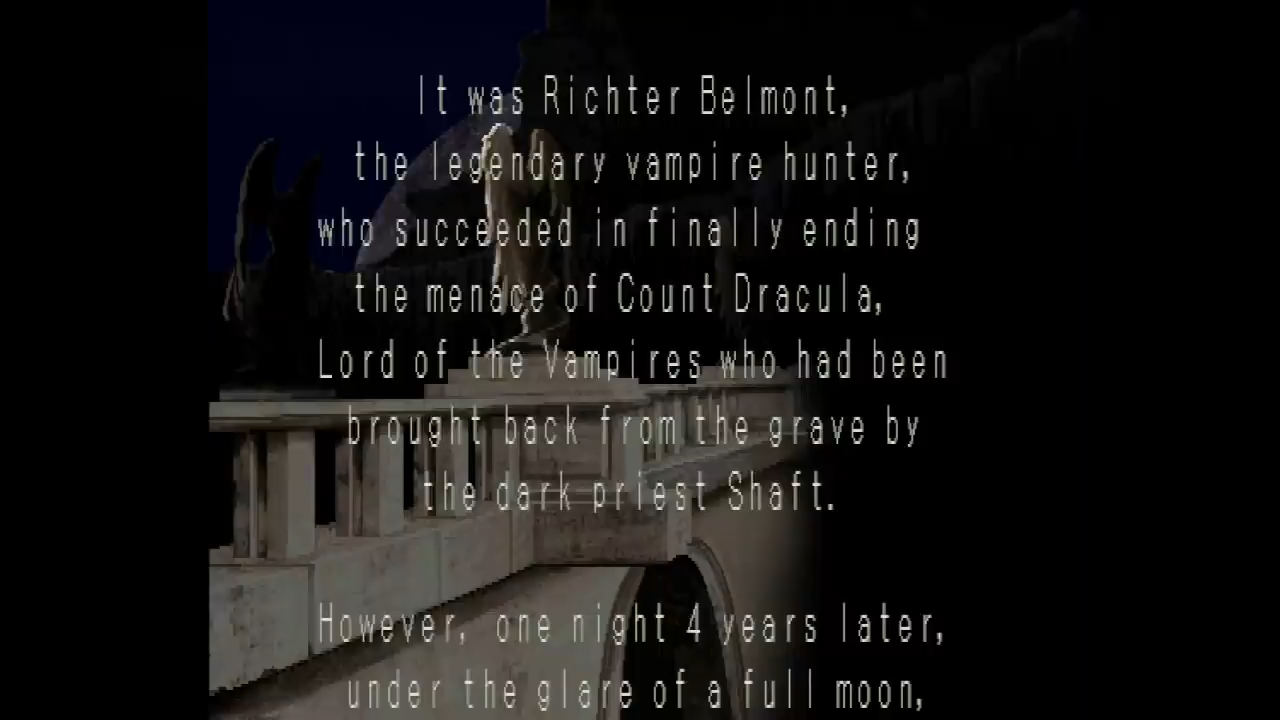 It was Richter Belmont,
the legendary vampire hunter,
who succeeded in finally ending
the menace of Count Dracula,
Lord of the Vampires who had been
brought back from the grave by
the dark priest Shaft.
However, one night 4 years later,
under the glare of a full moon,